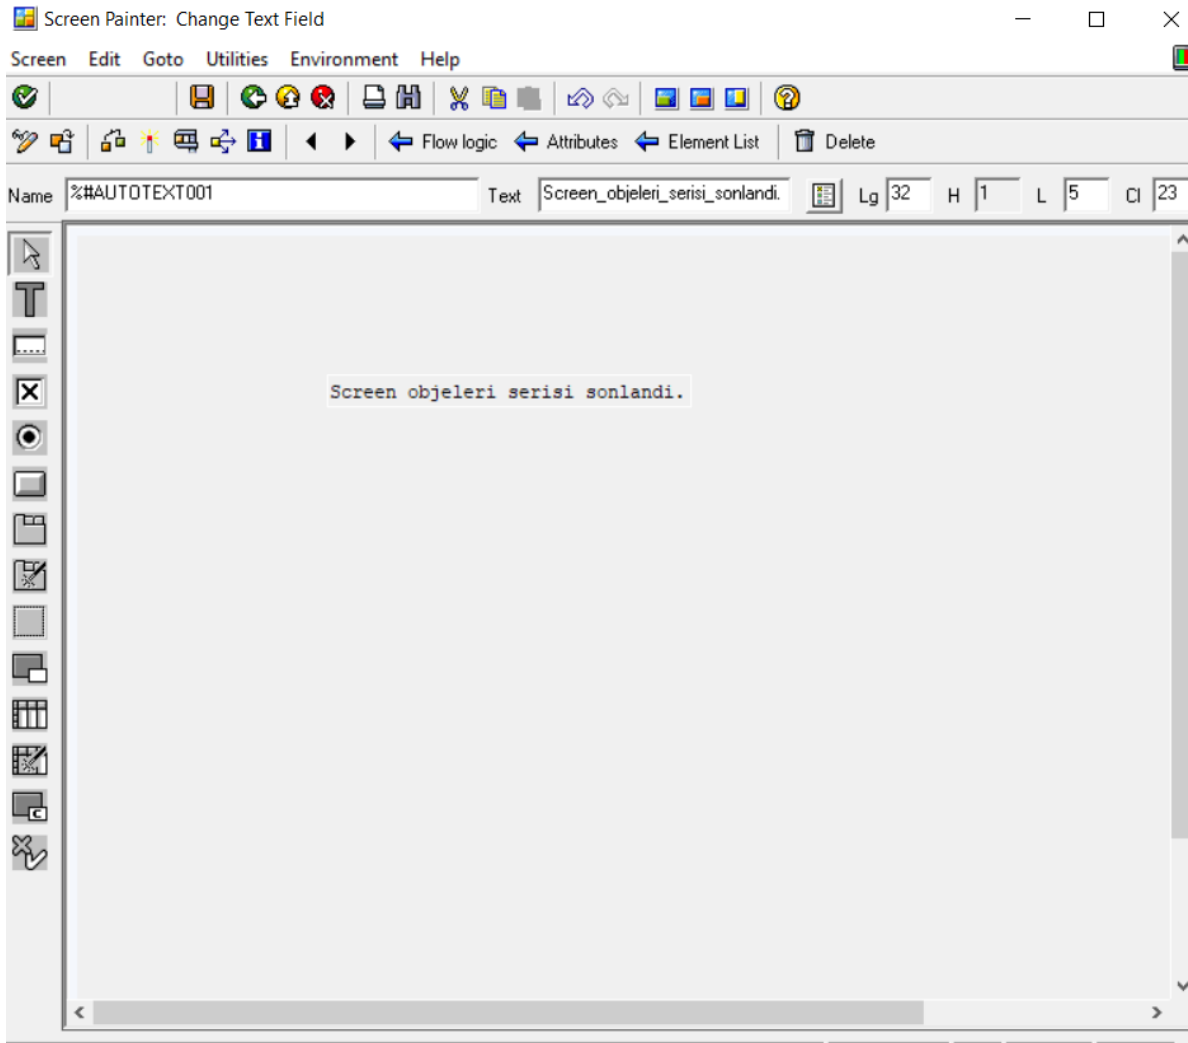 Screen Painter: Change Text Field
Screen Edit Goto Utilities Environment Help
Flow logic Attributes Element List Delete
Name %#AUTOTEXT001 Text Screen_objeleri_serisi_sonlandi. Lg 32 H 1 L 5 Cl 23
Screen objeleri serisi sonlandi.